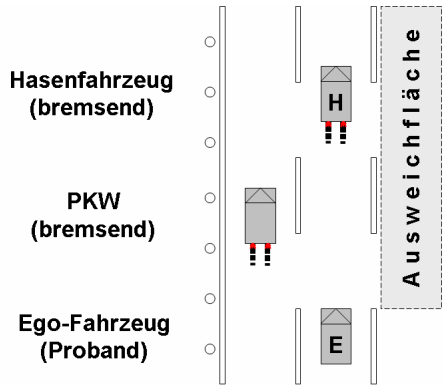 Hasenfahrzeug
(bremsend)
H
PKW
(bremsend)
Ego-Fahrzeug
(Proband)
E
Ausweichfläche